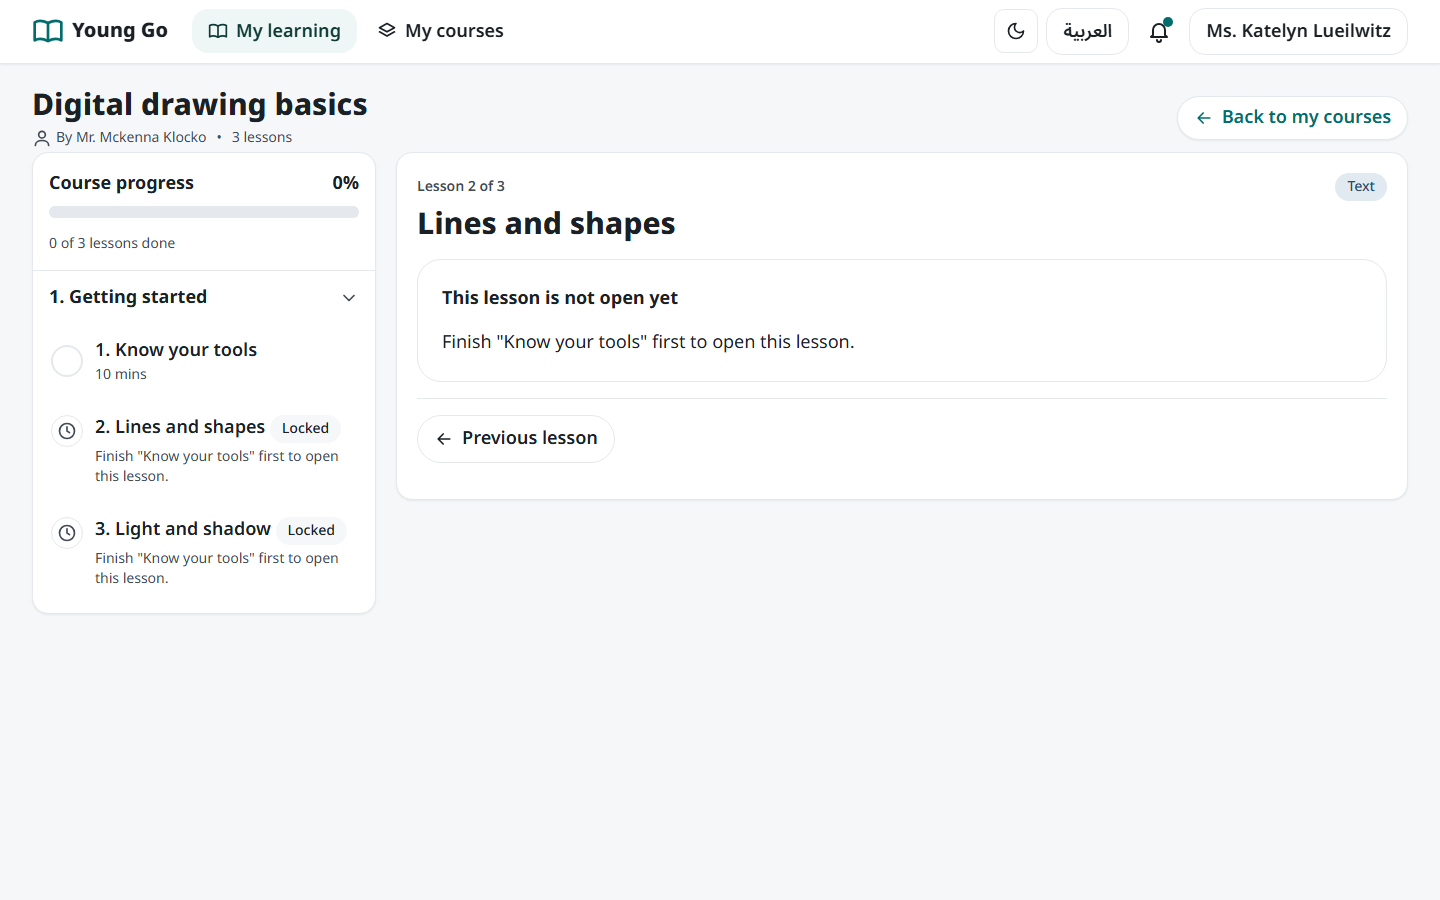 Young Go
My learning
My courses
العربية
Ms. Katelyn Lueilwitz
Digital drawing basics
By Mr. Mckenna Klocko • 3 lessons
Back to my courses
Course progress 0%
0 of 3 lessons done
1. Getting started
1. Know your tools
10 mins
2. Lines and shapes Locked
Finish "Know your tools" first to open
this lesson.
3. Light and shadow Locked
Finish "Know your tools" first to open
this lesson.
Lesson 2 of 3
Text
Lines and shapes
This lesson is not open yet
Finish "Know your tools" first to open this lesson.
Previous lesson